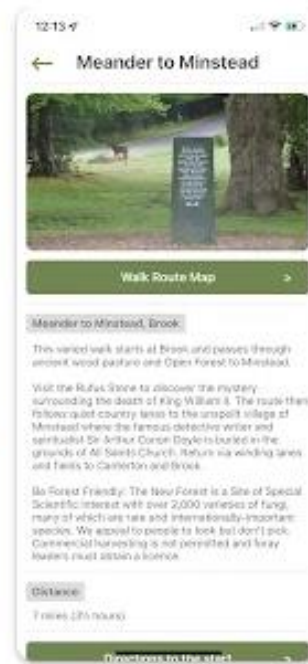 12:13
Meander to Minstead
Walk Route Map
Meander to Minstead, Brook
This varied walk starts at Brook and passes through
ancient wood pasture and Open Forest to Minstead.
Visit the Rufus Stone to discover the mystery
surrounding the death of King William II. The route then
follows quiet country lanes to the unspoilt village of
Minstead where the famous detective writer and
spiritualist Sir Arthur Conan Doyle is buried in the
grounds of All Saints Church. Return via winding lanes
and fields to Canterton and Brook.
Be Forest Friendly: The New Forest is a Site of Special
Scientific Interest with over 2,000 varieties of fungi,
many of which are rare and internationally-important
species. We appeal to people to look but don't pick.
Commercial harvesting is not permitted and foray
leaders must obtain a licence.
Distance
7 miles (3½ hours)
Directions to the start